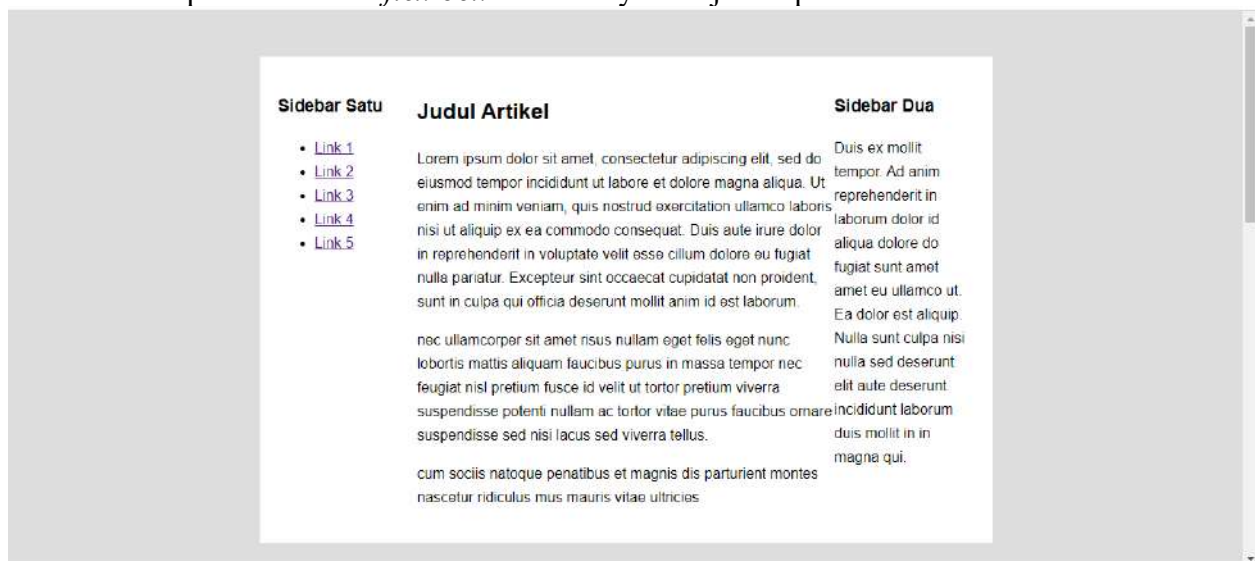 Sidebar Satu
Link 1
Link 2
Link 3
Link 4
Link 5
Judul Artikel
Lorem ipsum dolor sit amet, consectetur adipiscing elit, sed do
eiusmod tempor incididunt ut labore et dolore magna aliqua. Ut
enim ad minim veniam, quis nostrud exercitation ullamco laboris
nisi ut aliquip ex ea commodo consequat. Duis aute irure dolor
in reprehenderit in voluptate velit esse cillum dolore eu fugiat
nulla pariatur. Excepteur sint occaecat cupidatat non proident,
sunt in culpa qui officia deserunt mollit anim id est laborum.
nec ullamcorper sit amet risus nullam eget felis eget nunc
lobortis mattis aliquam faucibus purus in massa tempor nec
feugiat nisl pretium fusce id velit ut tortor pretium viverra
suspendisse potenti nullam ac tortor vitae purus faucibus ornare
suspendisse sed nisi lacus sed viverra tellus.
cum sociis natoque penatibus et magnis dis parturient montes
nascetur ridiculus mus mauris vitae ultricies
Sidebar Dua
Duis ex mollit
tempor. Ad anim
reprehenderit in
laborum dolor id
aliqua dolore do
fugiat sunt amet
amet eu ullamco ut.
Ea dolor est aliquip.
Nulla sunt culpa nisi
nulla sed deserunt
elit aute deserunt
incididunt laborum
duis mollit in in
magna qui.